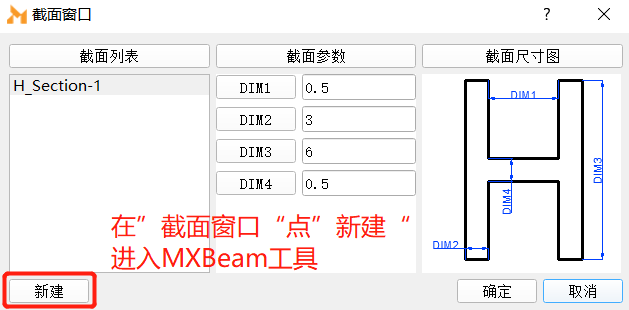 截面窗口
截面列表
截面参数
截面尺寸图
H_Section-1
DIM1
0.5
DIM2
3
DIM3
6
DIM4
0.5
DIM1
DIM3
DIM4
DIM2
在”截面窗口“点”新建“
进入MXBeam工具
新建
确定
取消